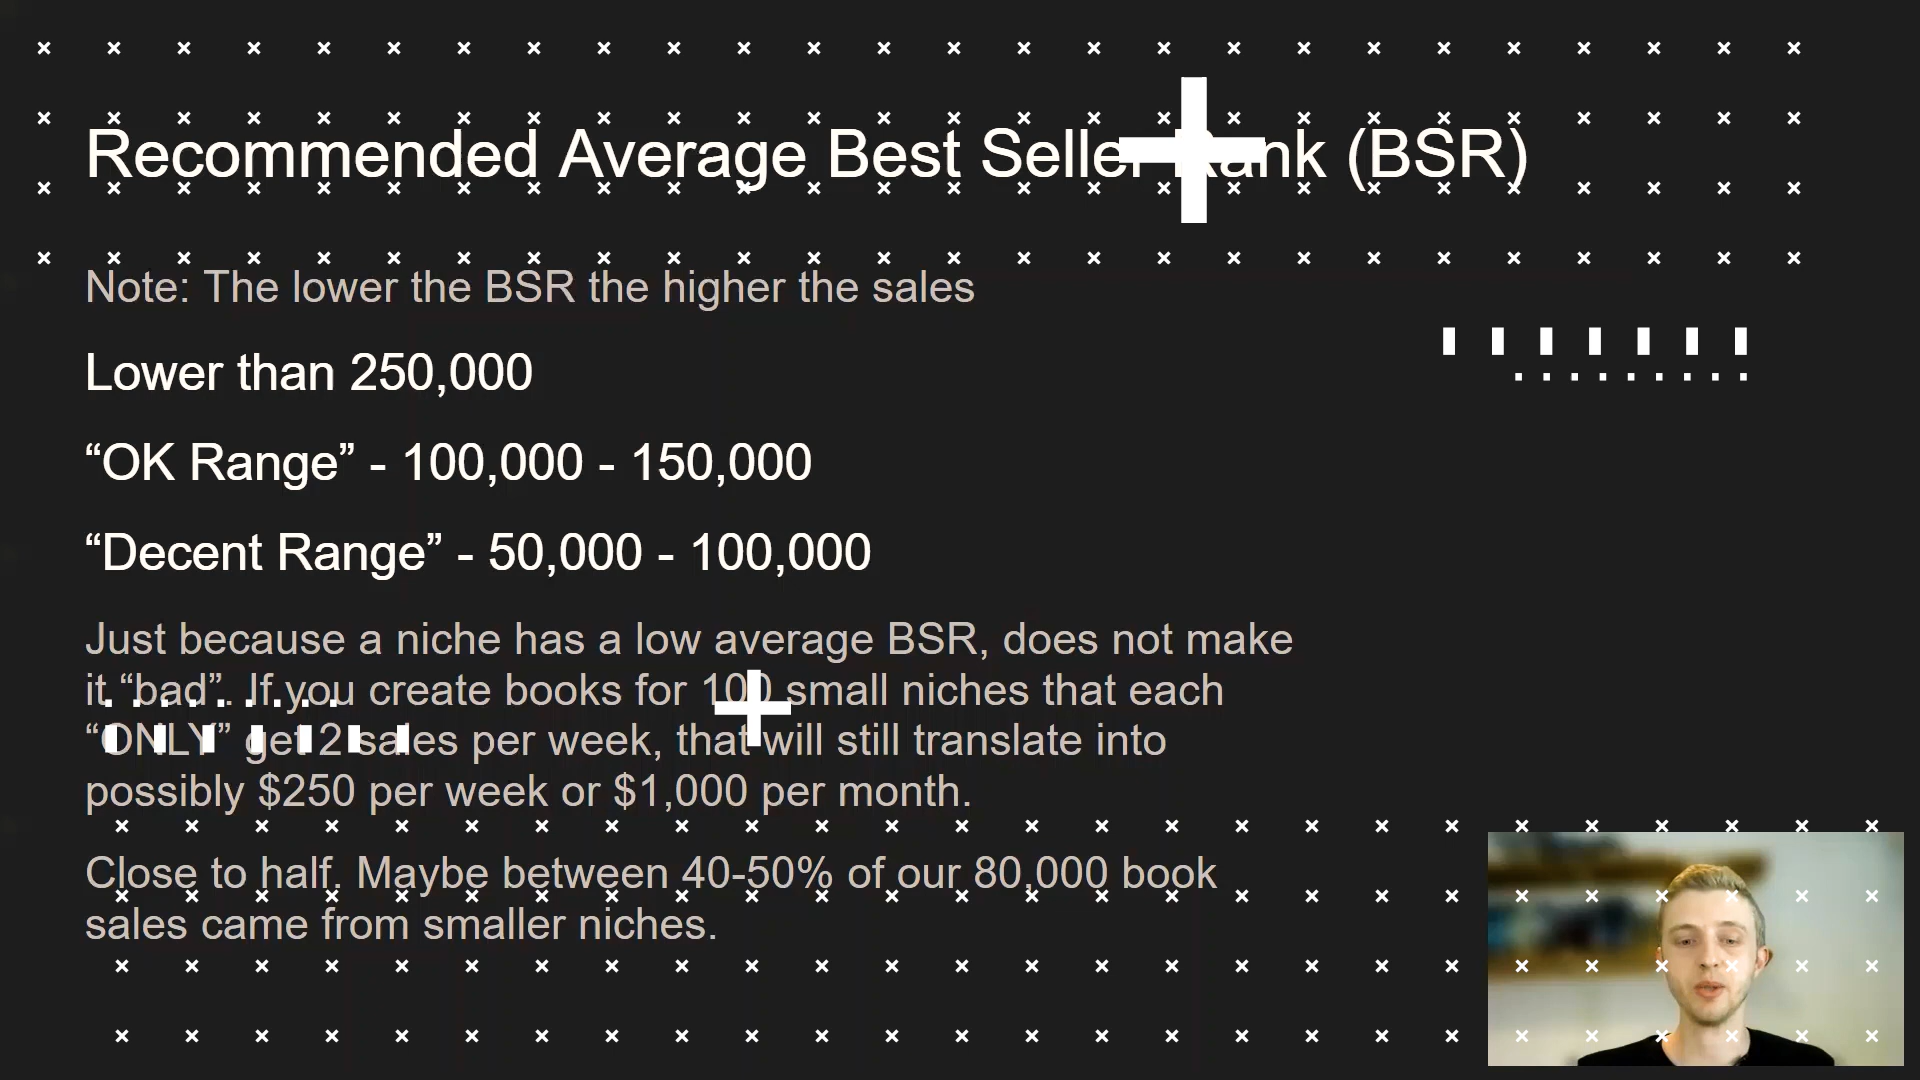 Recommended Average Best Seller Rank (BSR)
Note: The lower the BSR the higher the sales
Lower than 250,000
“OK Range” - 100,000 - 150,000
“Decent Range” - 50,000 - 100,000
Just because a niche has a low average BSR, does not make
it “bad”. If you create books for 100 small niches that each
“ONLY” get 2 sales per week, that will still translate into
possibly $250 per week or $1,000 per month.
Close to half. Maybe between 40-50% of our 80,000 book
sales came from smaller niches.